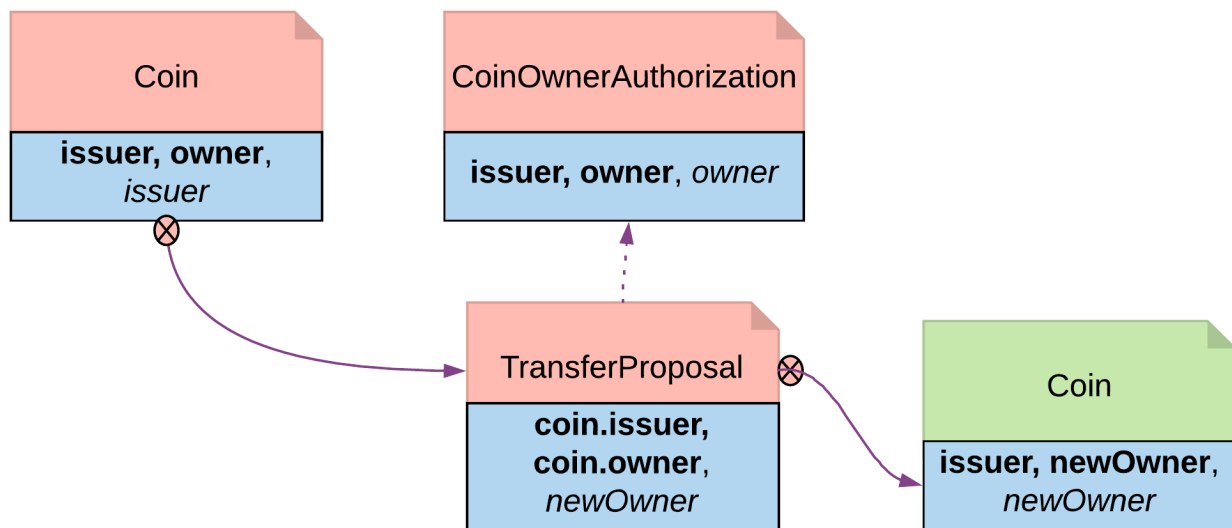 Coin
issuer, owner,
issuer
CoinOwnerAuthorization
issuer, owner, owner
TransferProposal
coin.issuer,
coin.owner,
newOwner
Coin
issuer, newOwner,
newOwner